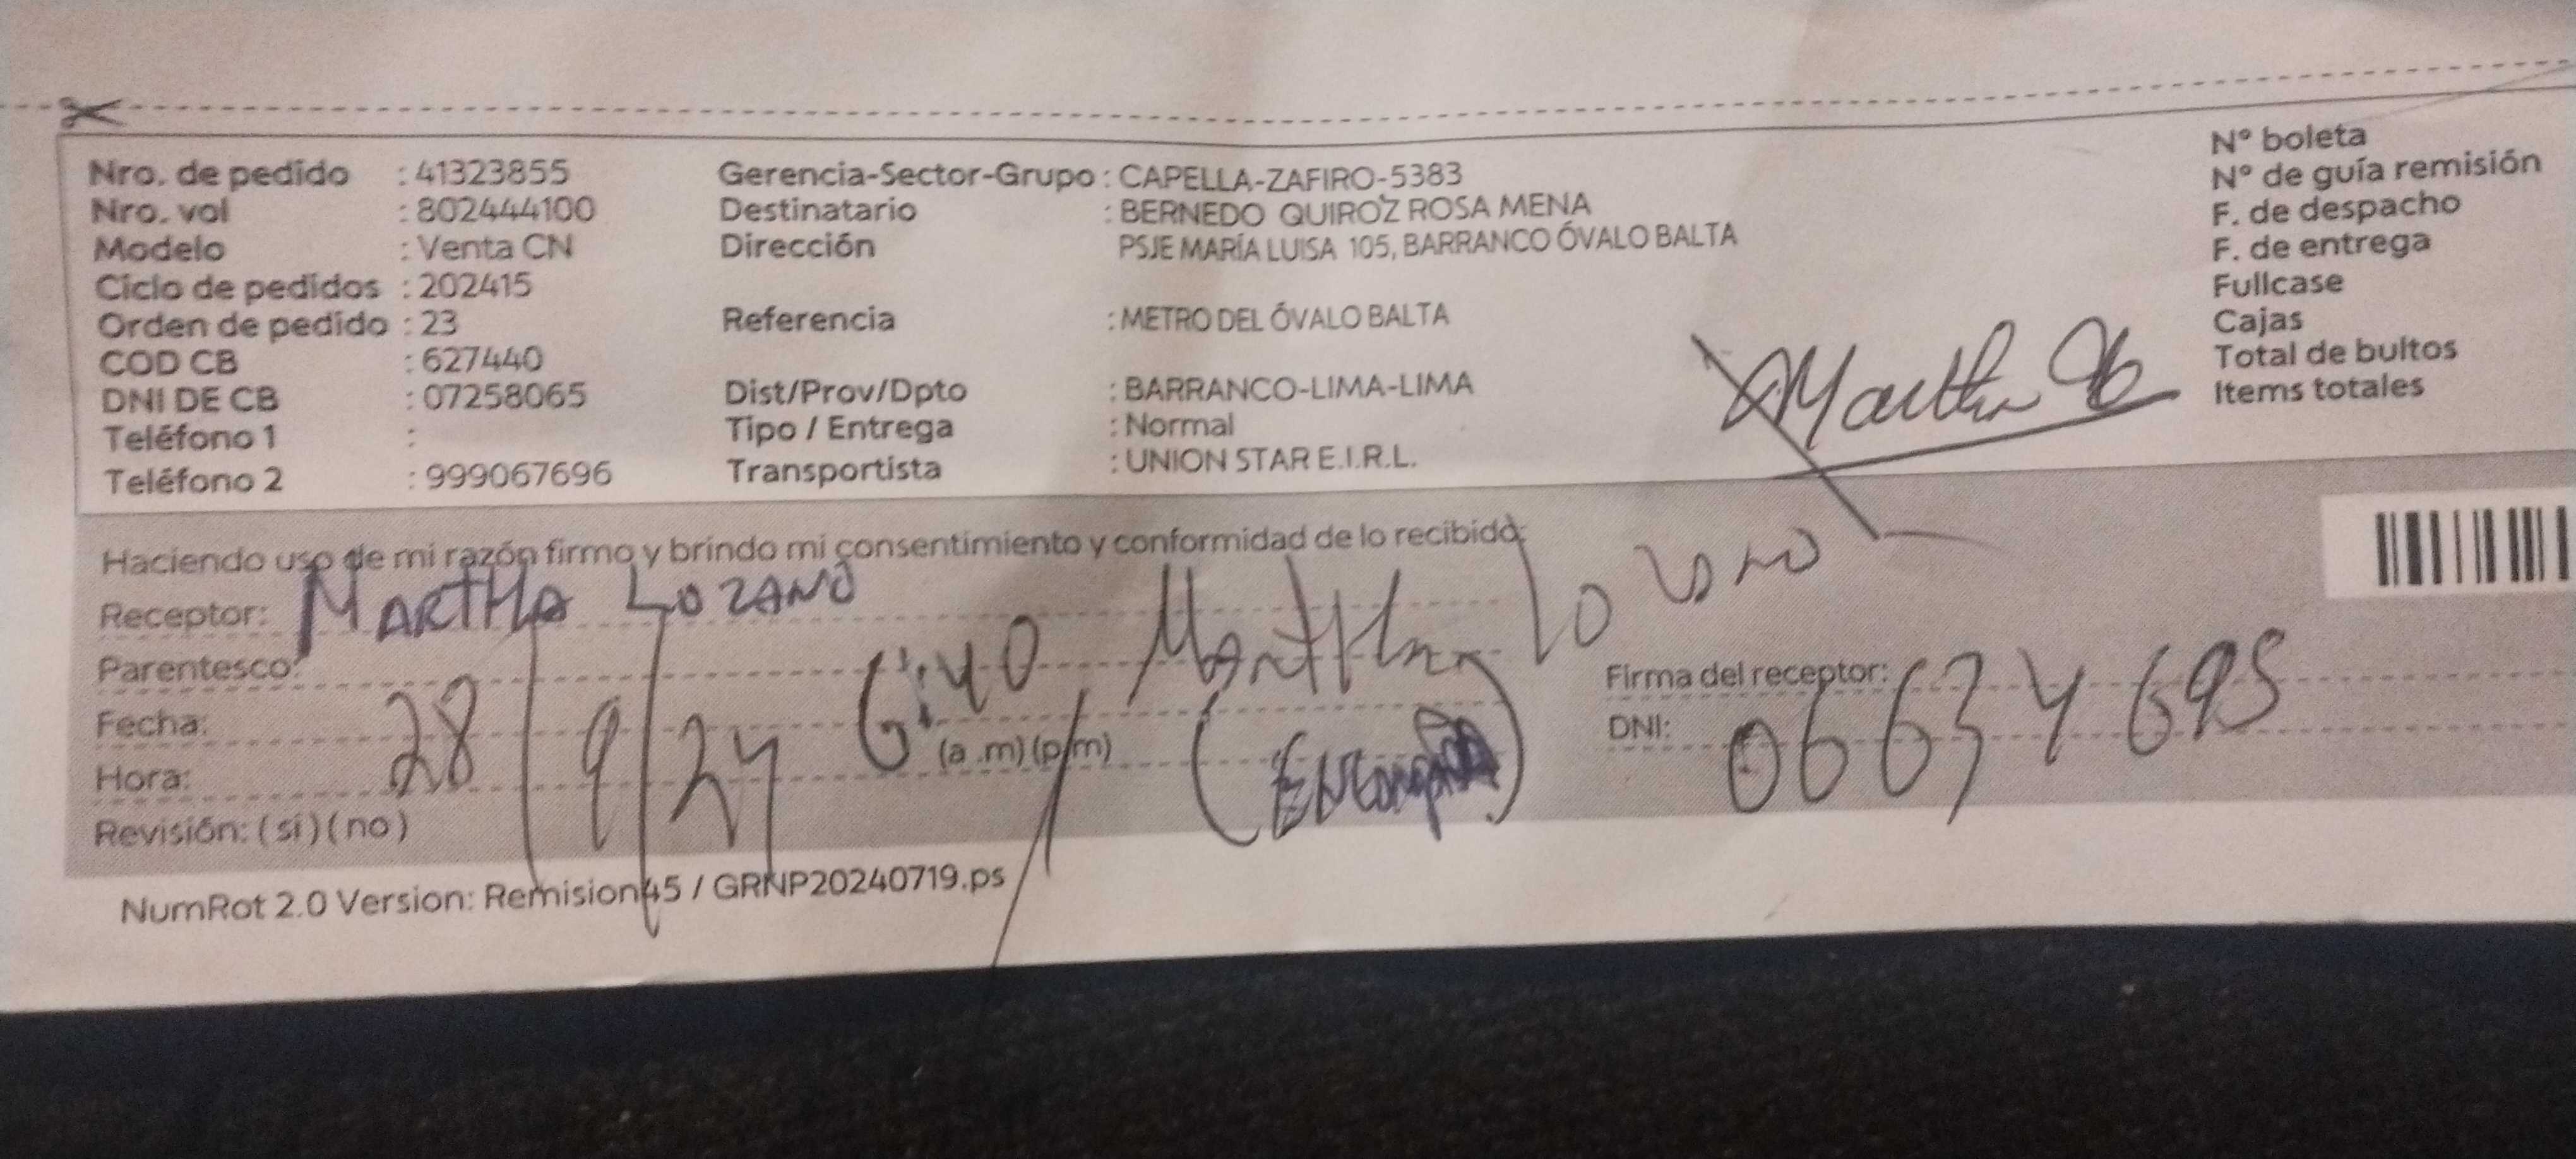 Nro. de pedido : 41323855
Nro. vol : 802444100
Modelo : Venta CN
Ciclo de pedidos : 202415
Orden de pedido : 23
COD CB : 627440
DNI DE CB : 07258065
Teléfono 1 :
Teléfono 2 : 999067696
Gerencia-Sector-Grupo : CAPELLA-ZAFIRO-5383
Destinatario : BERNEDO QUIROZ ROSA MENA
Dirección PSJE MARÍA LUISA 105, BARRANCO ÓVALO BALTA
Referencia : METRO DEL ÓVALO BALTA
Dist/Prov/Dpto : BARRANCO-LIMA-LIMA
Tipo / Entrega : Normal
Transportista : UNION STAR E.I.R.L.
Martha
Nº boleta
Nº de guía remisión
F. de despacho
F. de entrega
Fullcase
Cajas
Total de bultos
Items totales
Haciendo uso de mi razón firmo y brindo mi consentimiento y conformidad de lo recibido:
Receptor: MARTHA LOZANO
Martha Lozano
Parentesco:
Fecha: 28/9/24 6:40
Hora: (a .m) (p.m)
Revisión: (si) (no)
Firma del receptor:
DNI: 06634695
NumRot 2.0 Version: Remision45 / GRNP20240719.ps